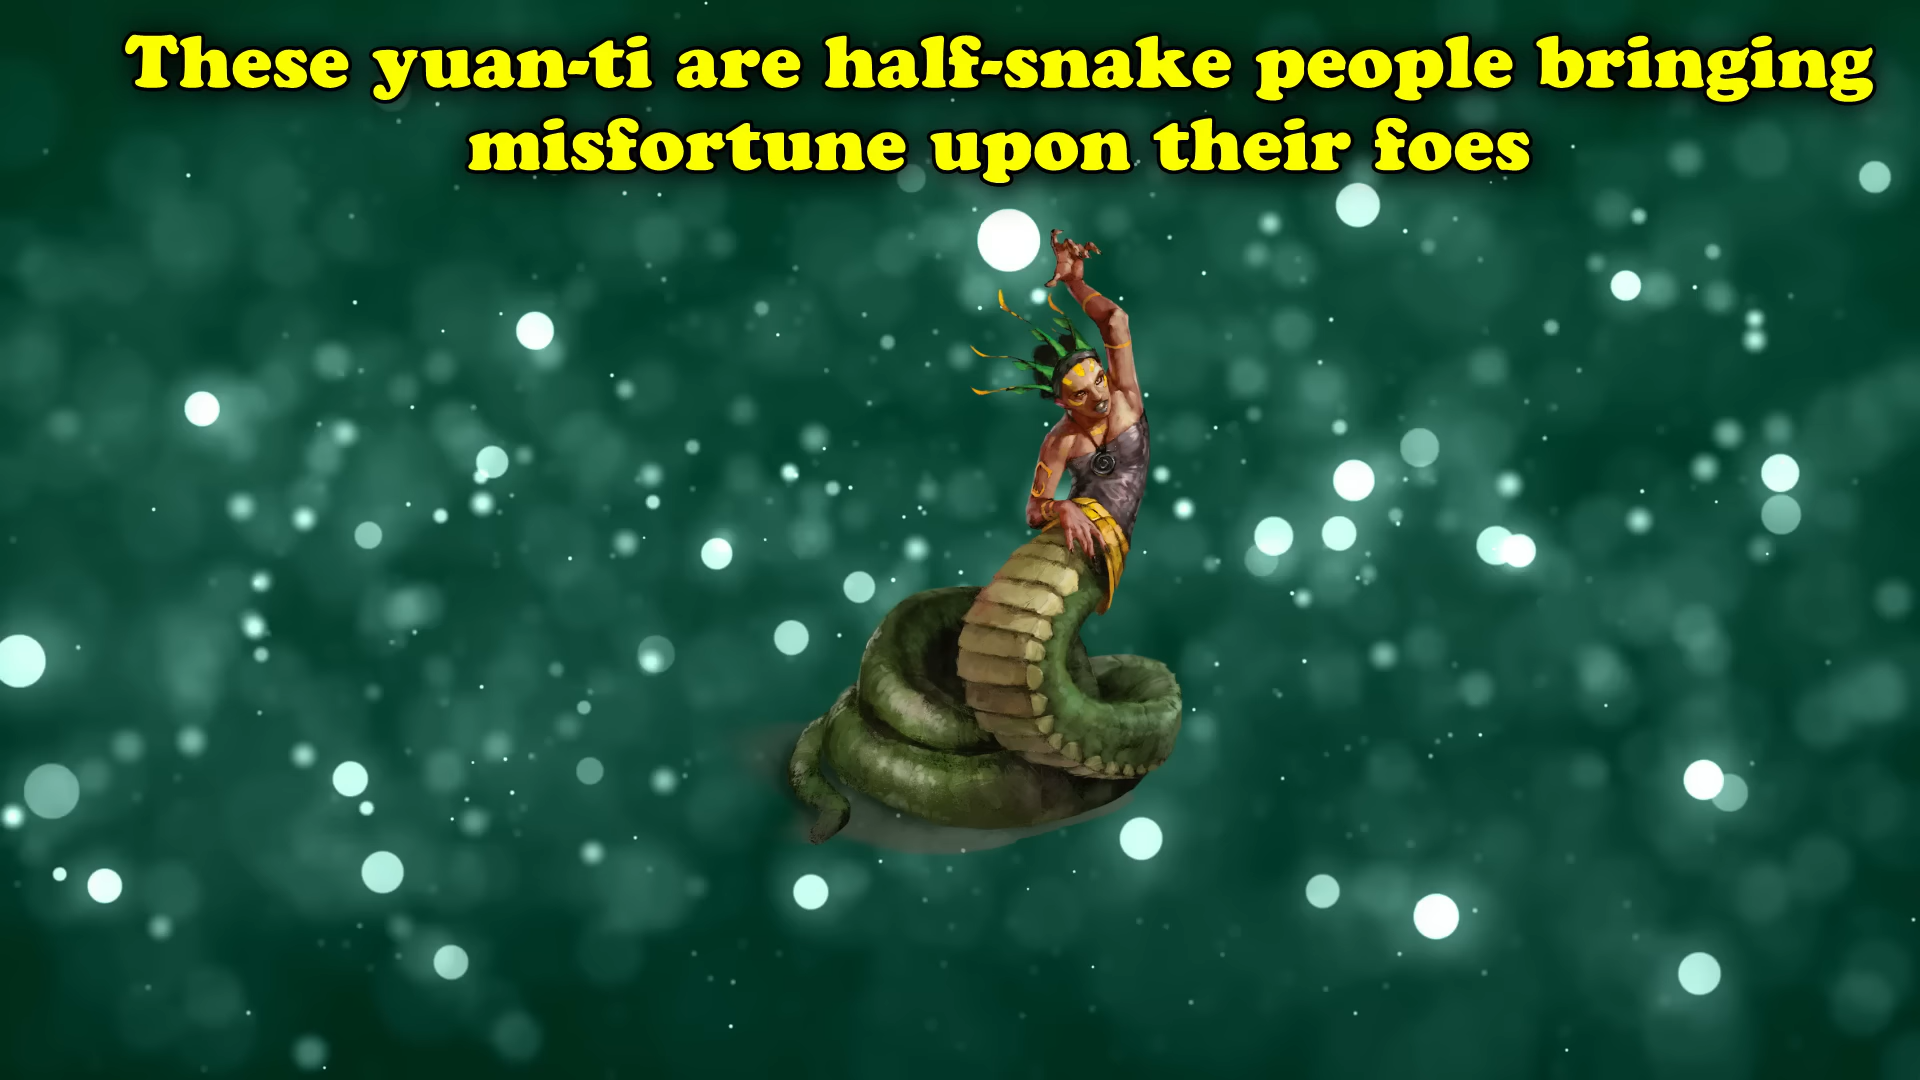 These yuan-ti are half-snake people bringing
misfortune upon their foes